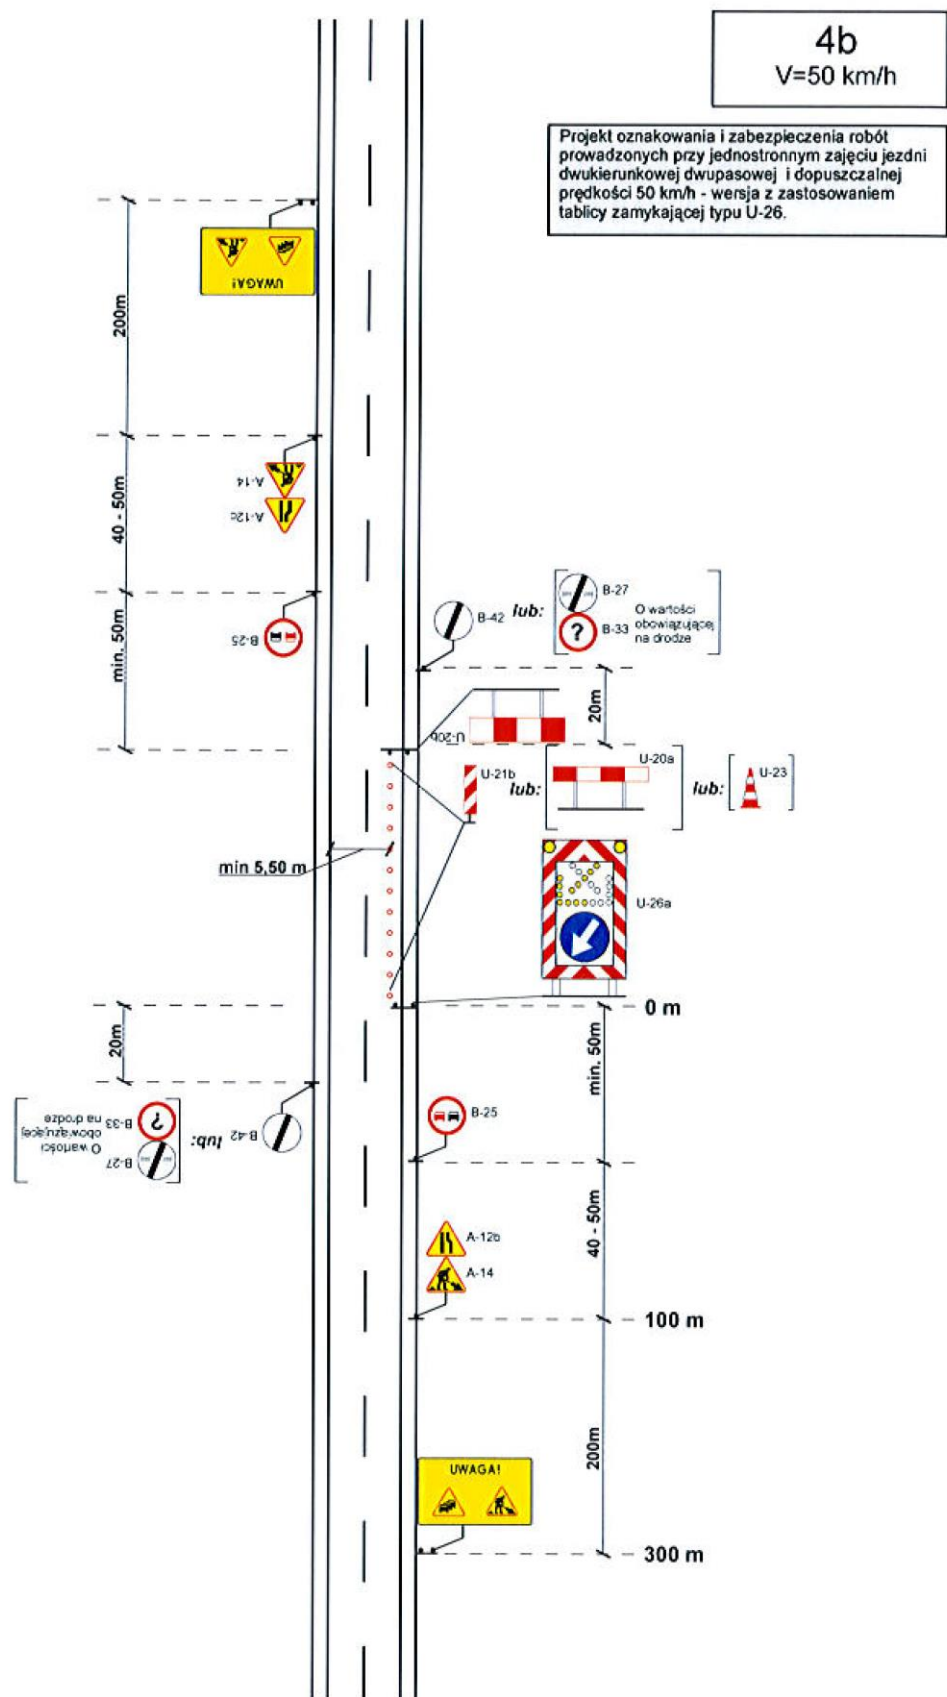 4b
V=50 km/h
Projekt oznakowania i zabezpieczenia robót
prowadzonych przy jednostronnym zajęciu jezdni
dwukierunkowej dwupasowej i dopuszczalnej
prędkości 50 km/h - wersja z zastosowaniem
tablicy zamykającej typu U-26.
UWAGA!
200m
A-14
A-12c
40 - 50m
B-25
min. 50m
B-42
lub:
B-27
B-33
?
O wartości
obowiązującej
na drodze
20m
U-20b
U-21b
lub:
U-20a
lub:
U-23
min 5,50 m
U-26a
0 m
20m
min. 50m
B-25
B-42
lub:
B-33
?
B-27
O wartości
obowiązującej
na drodze
A-12b
A-14
40 - 50m
100 m
200m
UWAGA!
300 m